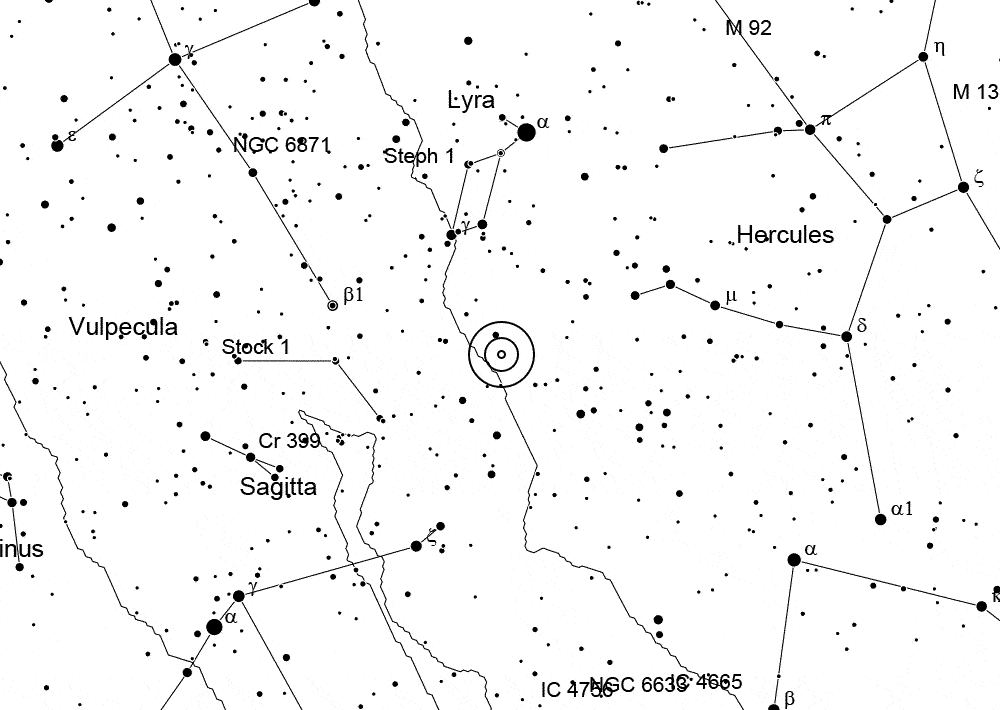 M 92
η
γ
M 13
Lyra
α
π
ε
NGC 6871
Steph 1
ζ
γ
Hercules
β1
μ
Vulpecula
δ
Stock 1
Cr 399
Sagitta
α1
ζ
inus
α
γ
κ
α
IC 4756
NGC 6633
IC 4665
β